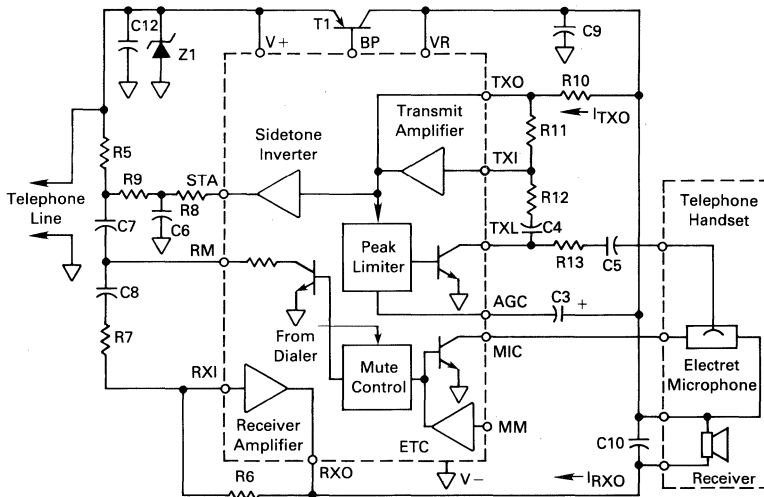 T1
C12
Z1
V+
BP
VR
C9
TXO
R10
ITXO
Transmit
Amplifier
R11
Sidetone
Inverter
R5
R9
STA
TXI
Telephone
Line
R8
R12
Telephone
Handset
C7
C6
TXL
C4
RM
Peak
Limiter
R13
C5
C8
AGC
C3
+
From
Dialer
R7
MIC
Mute
Control
Electret
Microphone
RXI
Receiver
Amplifier
ETC
MM
C10
RXO
V−
R6
IRXO
Receiver